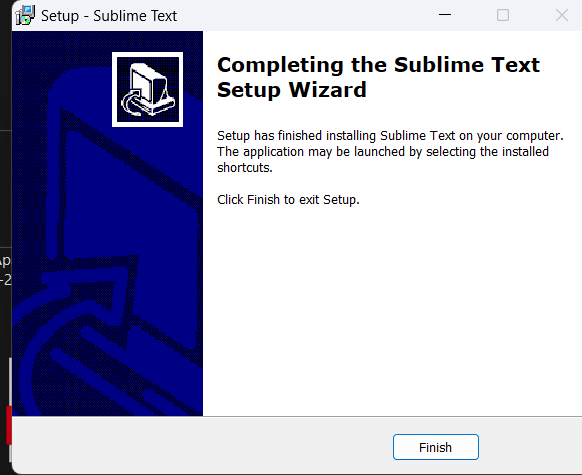 Setup - Sublime Text
Completing the Sublime Text
Setup Wizard
Setup has finished installing Sublime Text on your computer.
The application may be launched by selecting the installed
shortcuts.
Click Finish to exit Setup.
Finish